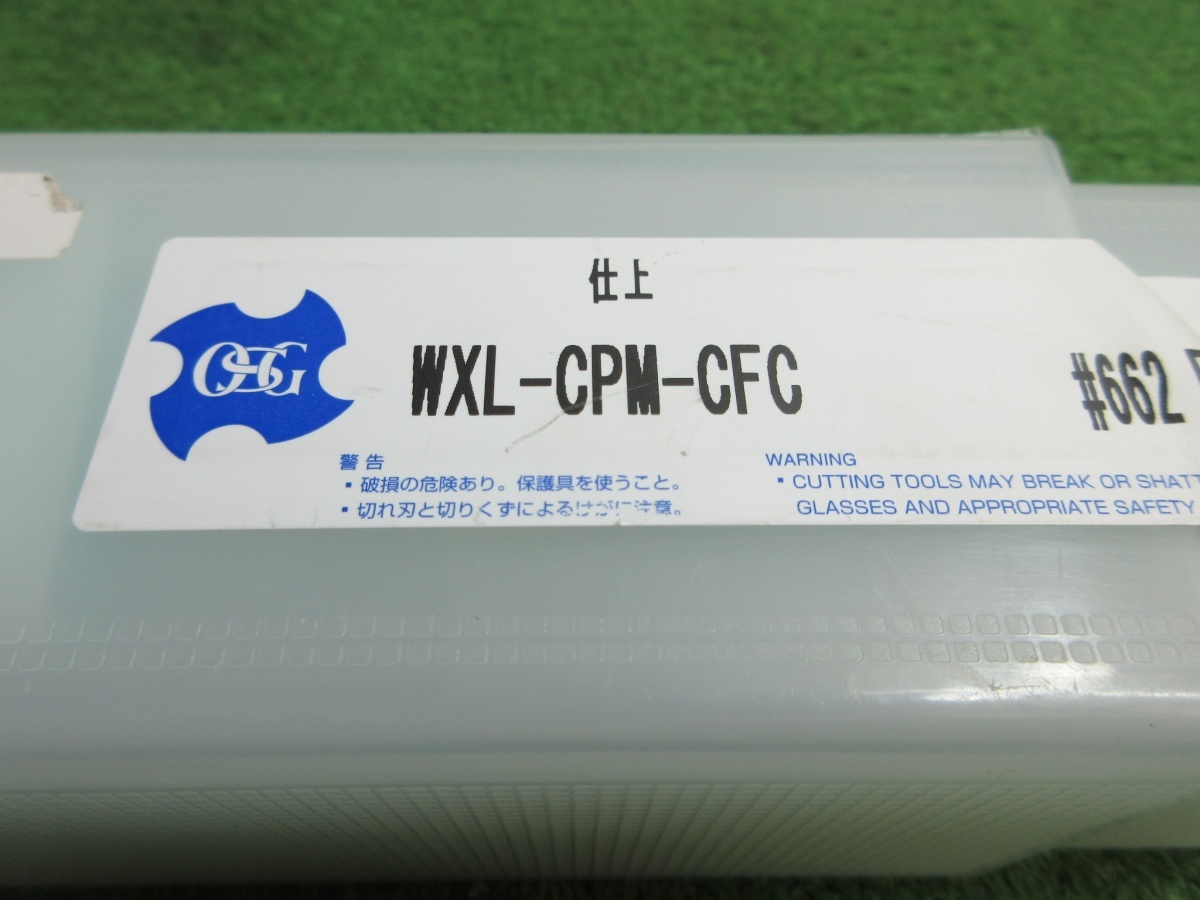 仕上
OSG
WXL-CPM-CFC
#662
警告
・破損の危険あり。保護具を使うこと。
・切れ刃と切りくずによるけがに注意。
WARNING
・CUTTING TOOLS MAY BREAK OR SHATT
GLASSES AND APPROPRIATE SAFETY